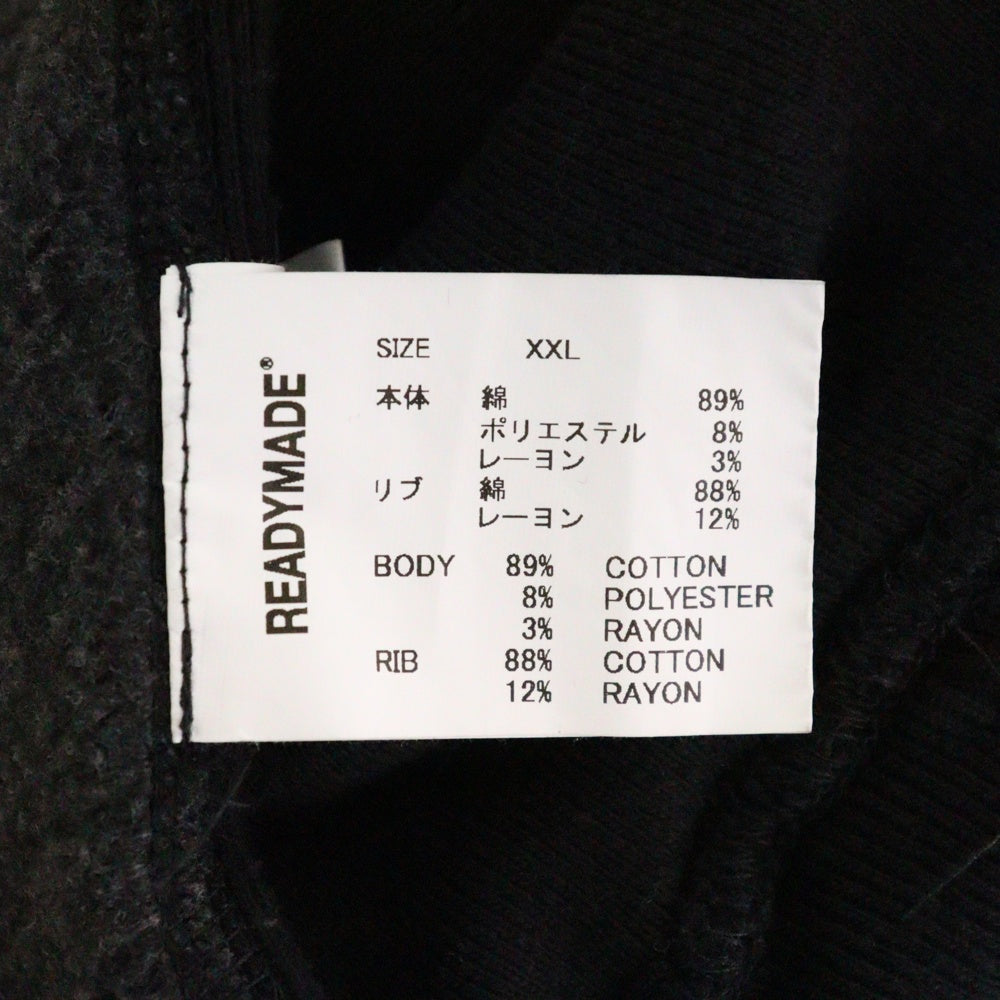 READYMADE®
SIZE XXL
本体 綿 89%
ポリエステル 8%
レーヨン 3%
リブ 綿 88%
レーヨン 12%
BODY 89% COTTON
8% POLYESTER
3% RAYON
RIB 88% COTTON
12% RAYON